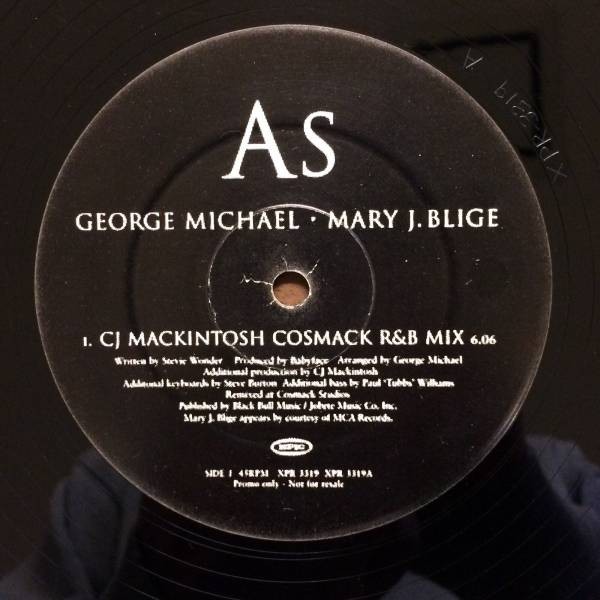 As
GEORGE MICHAEL • MARY J. BLIGE
1. CJ MACKINTOSH COSMACK R&B MIX 6.06
Written by Stevie Wonder Produced by Babyface Arranged by George Michael
Additional production by CJ Mackintosh
Additional keyboards by Steve Burton Additional bass by Paul 'Tubbs' Williams
Remixed at Cosmack Studios
Published by Black Bull Music / Jobete Music Co, Inc.
Mary J. Blige appears by courtesy of MCA Records.
EPIC
SIDE 1 45RPM XPR 3319 XPR 3319A
Promo only - Not for resale
XPR-3319 A